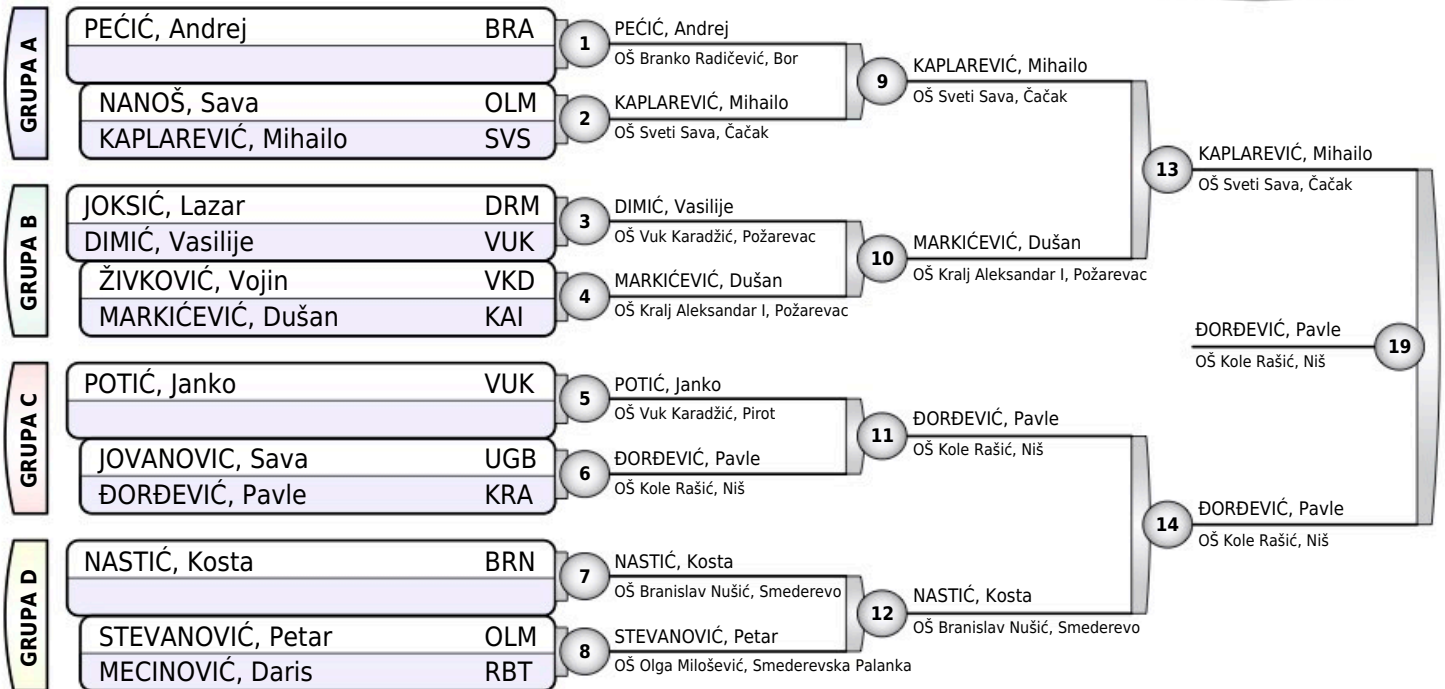 GRUPA A
PEĆIĆ, Andrej BRA
NANOŠ, Sava OLM
KAPLAREVIĆ, Mihailo SVS
GRUPA B
JOKSIĆ, Lazar DRM
DIMIĆ, Vasilije VUK
ŽIVKOVIĆ, Vojin VKD
MARKIĆEVIĆ, Dušan KAI
GRUPA C
POTIĆ, Janko VUK
JOVANOVIC, Sava UGB
ĐORĐEVIĆ, Pavle KRA
GRUPA D
NASTIĆ, Kosta BRN
STEVANOVIĆ, Petar OLM
MECINOVIĆ, Daris RBT
1
PEĆIĆ, Andrej
OŠ Branko Radičević, Bor
2
KAPLAREVIĆ, Mihailo
OŠ Sveti Sava, Čačak
3
DIMIĆ, Vasilije
OŠ Vuk Karadžić, Požarevac
4
MARKIĆEVIĆ, Dušan
OŠ Kralj Aleksandar I, Požarevac
5
POTIĆ, Janko
OŠ Vuk Karadžić, Pirot
6
ĐORĐEVIĆ, Pavle
OŠ Kole Rašić, Niš
7
NASTIĆ, Kosta
OŠ Branislav Nušić, Smederevo
8
STEVANOVIĆ, Petar
OŠ Olga Milošević, Smederevska Palanka
9
KAPLAREVIĆ, Mihailo
OŠ Sveti Sava, Čačak
10
MARKIĆEVIĆ, Dušan
OŠ Kralj Aleksandar I, Požarevac
11
ĐORĐEVIĆ, Pavle
OŠ Kole Rašić, Niš
12
NASTIĆ, Kosta
OŠ Branislav Nušić, Smederevo
13
KAPLAREVIĆ, Mihailo
OŠ Sveti Sava, Čačak
14
ĐORĐEVIĆ, Pavle
OŠ Kole Rašić, Niš
ĐORĐEVIĆ, Pavle
OŠ Kole Rašić, Niš
19